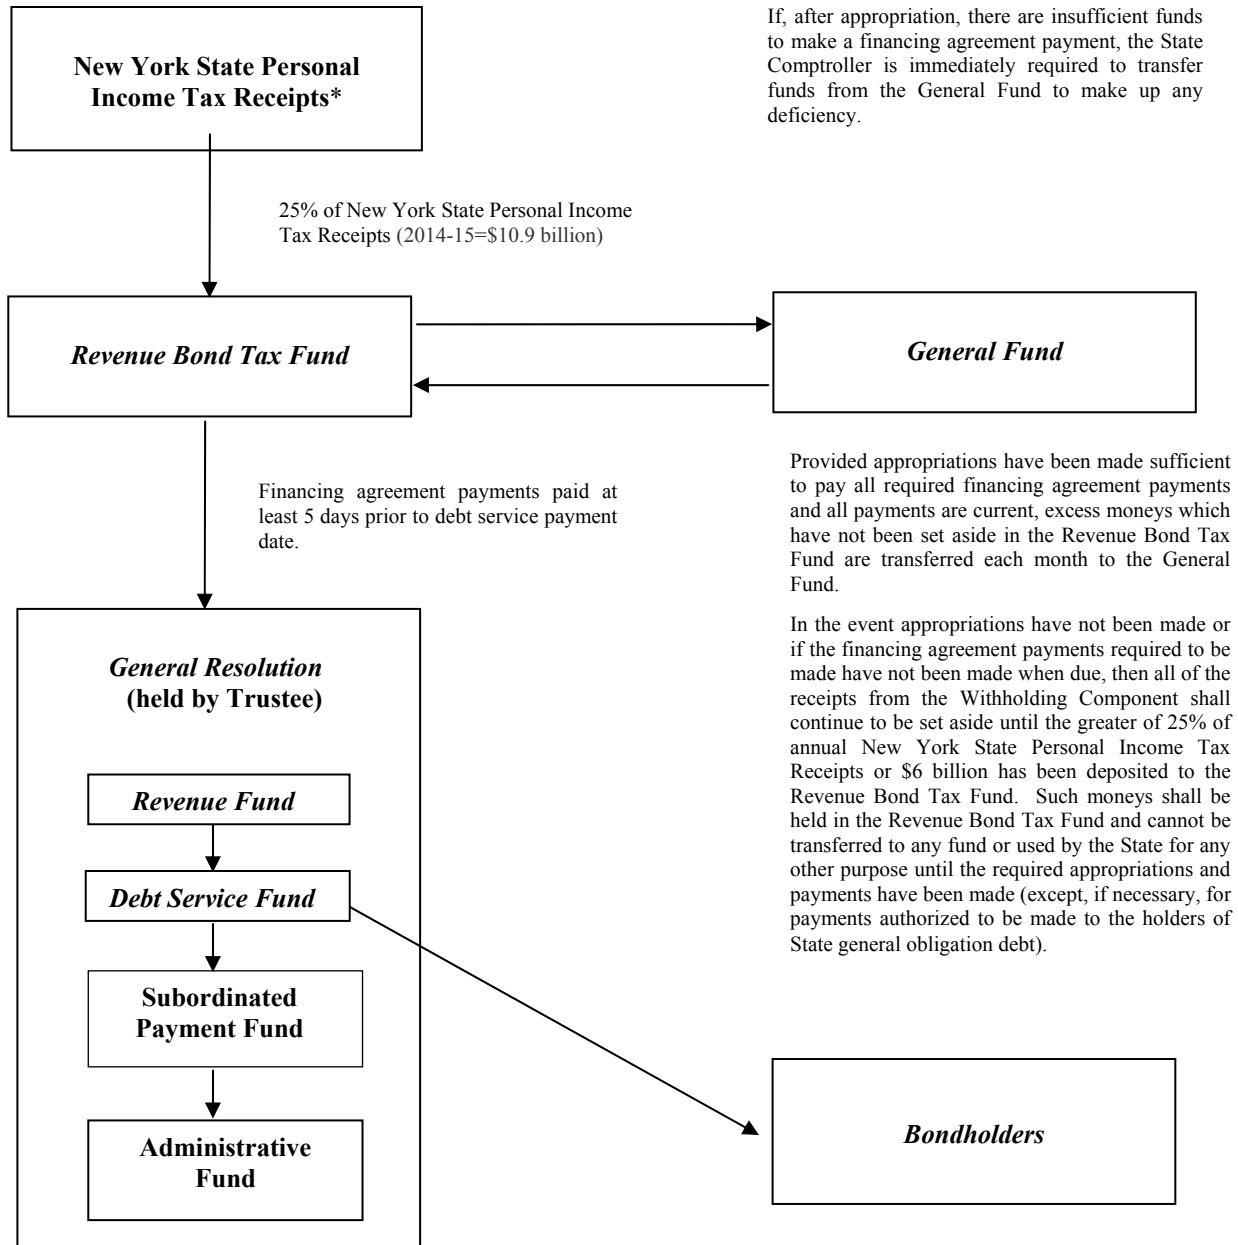 New York State Personal
Income Tax Receipts*
If, after appropriation, there are insufficient funds
to make a financing agreement payment, the State
Comptroller is immediately required to transfer
funds from the General Fund to make up any
deficiency.
25% of New York State Personal Income
Tax Receipts (2014-15=$10.9 billion)
Revenue Bond Tax Fund
General Fund
Financing agreement payments paid at
least 5 days prior to debt service payment
date.
Provided appropriations have been made sufficient
to pay all required financing agreement payments
and all payments are current, excess moneys which
have not been set aside in the Revenue Bond Tax
Fund are transferred each month to the General
Fund.
In the event appropriations have not been made or
if the financing agreement payments required to be
made have not been made when due, then all of the
receipts from the Withholding Component shall
continue to be set aside until the greater of 25% of
annual New York State Personal Income Tax
Receipts or $6 billion has been deposited to the
Revenue Bond Tax Fund. Such moneys shall be
held in the Revenue Bond Tax Fund and cannot be
transferred to any fund or used by the State for any
other purpose until the required appropriations and
payments have been made (except, if necessary, for
payments authorized to be made to the holders of
State general obligation debt).
General Resolution
(held by Trustee)
Revenue Fund
Debt Service Fund
Subordinated
Payment Fund
Administrative
Fund
Bondholders